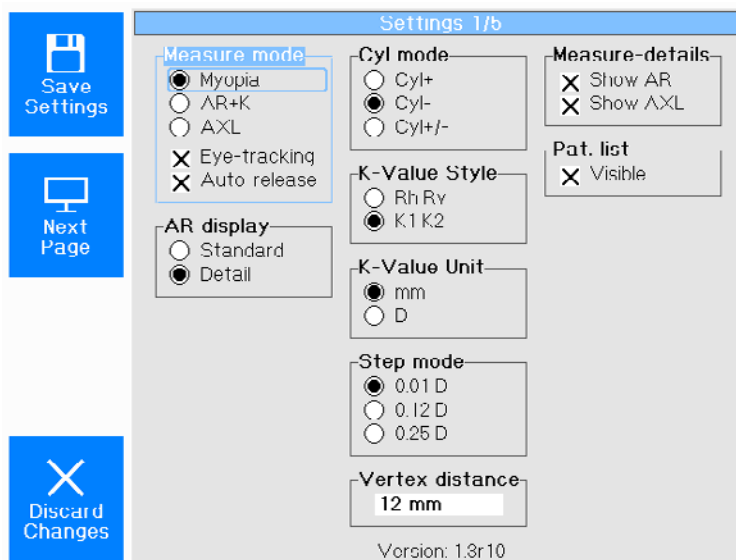 Settings 1/5
Save
Settings
Next
Page
Discard
Changes
Measure mode
Myopia
AR+K
AXL
Eye-tracking
Auto release
AR display
Standard
Detail
Cyl mode
Cyl+
Cyl-
Cyl+/-
K-Value Style
Rh Rv
K1 K2
K-Value Unit
mm
D
Step mode
0.01 D
0.12 D
0.25 D
Vertex distance
12 mm
Version: 1.3r10
Measure-details
Show AR
Show AXL
Pat. list
Visible